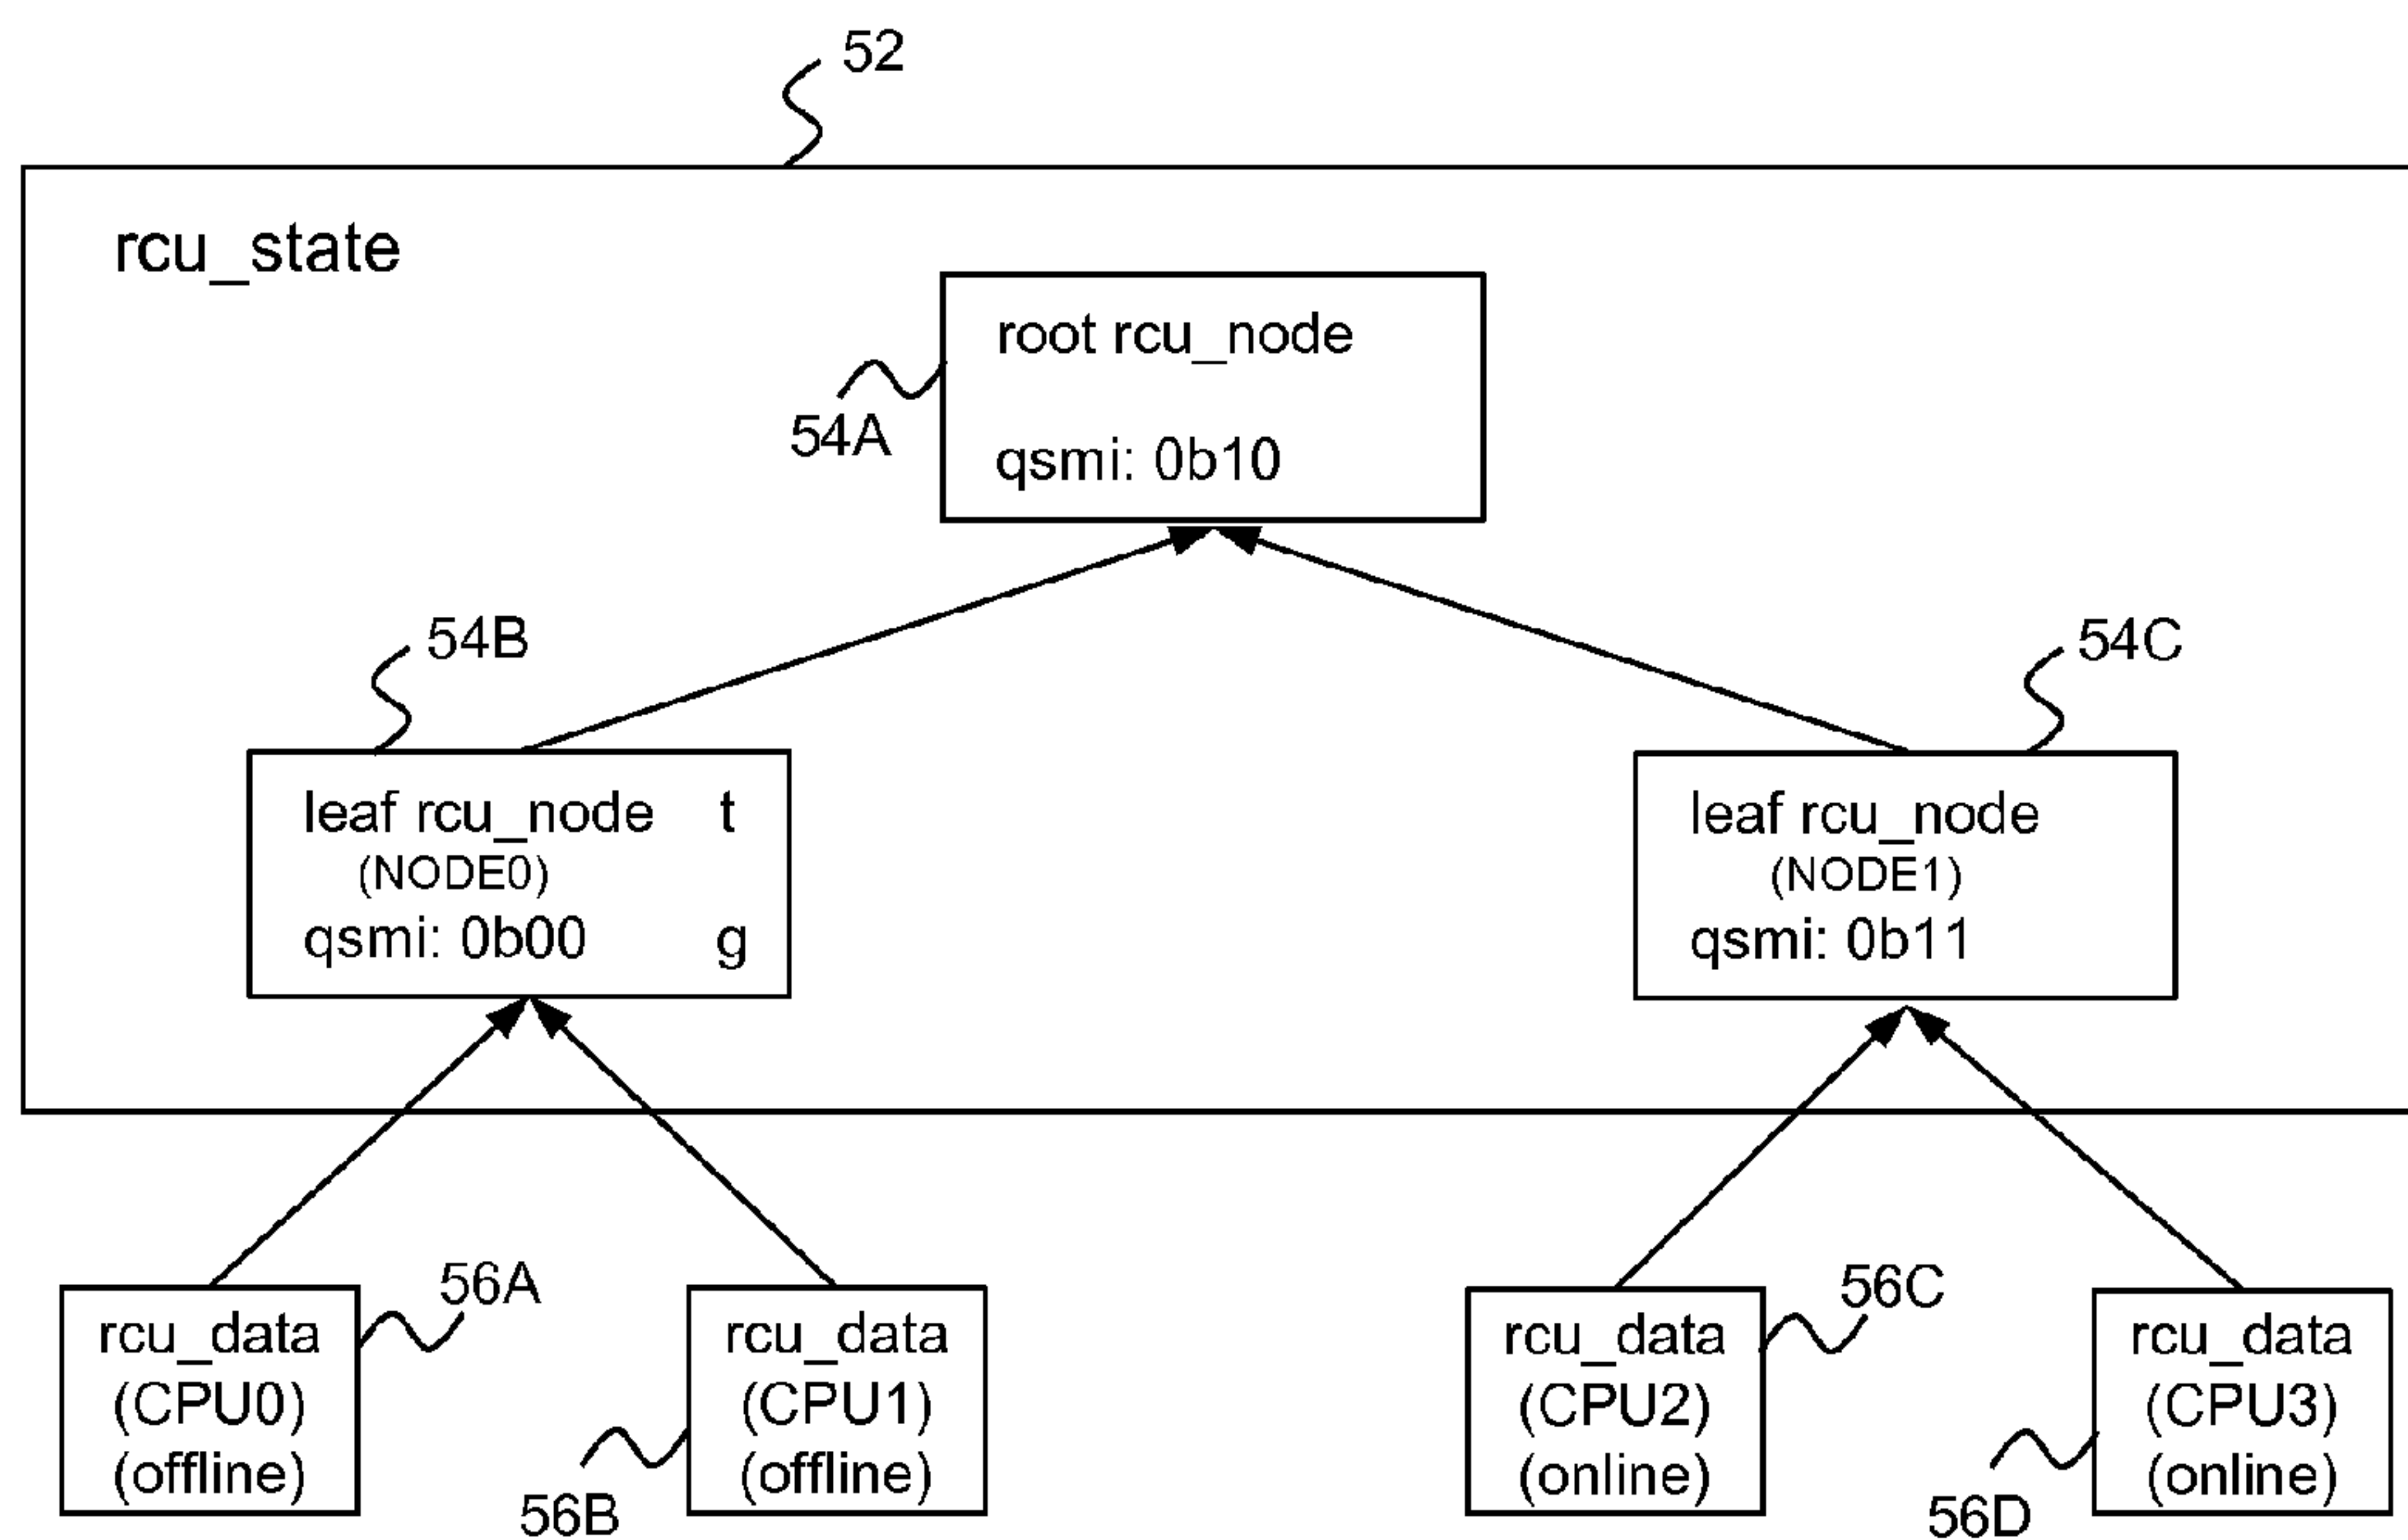 52
rcu_state
root rcu_node
54A
qsmi: 0b10
54B
54C
leaf rcu_node t
(NODE0)
qsmi: 0b00 g
leaf rcu_node
(NODE1)
qsmi: 0b11
56A
rcu_data
(CPU0)
(offline)
56B
rcu_data
(CPU1)
(offline)
56C
rcu_data
(CPU2)
(online)
56D
rcu_data
(CPU3)
(online)